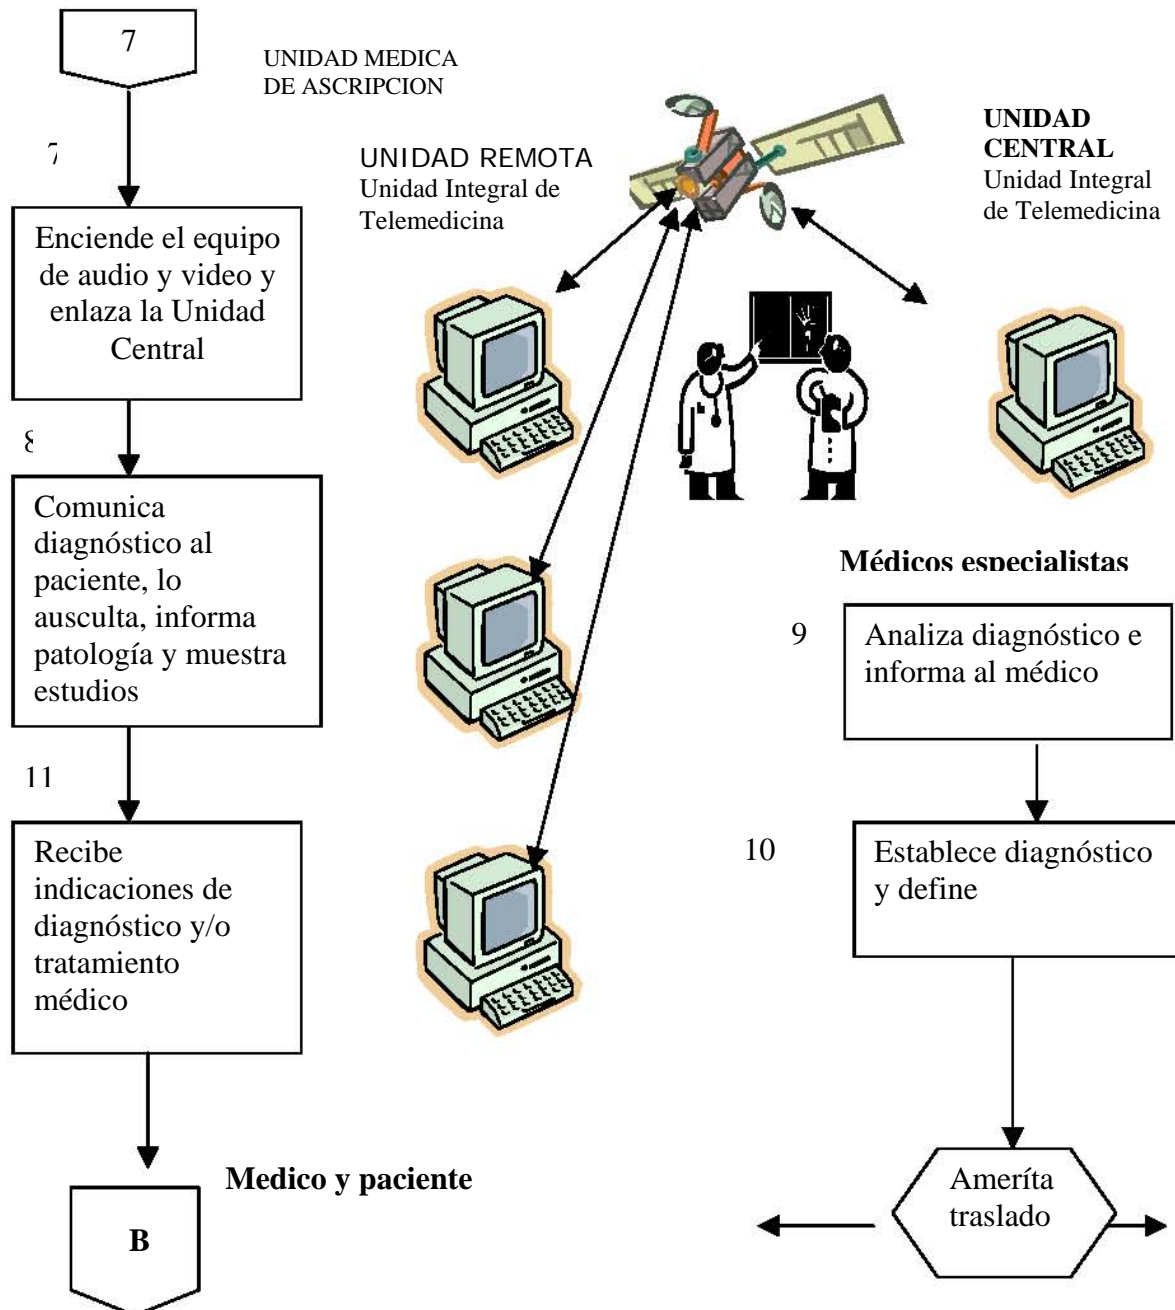 7
UNIDAD MEDICA
DE ASCRIPCION
7
UNIDAD REMOTA
Unidad Integral de
Telemedicina
UNIDAD
CENTRAL
Unidad Integral
de Telemedicina
Enciende el equipo
de audio y video y
enlaza la Unidad
Central
8
Comunica
diagnóstico al
paciente, lo
ausculta, informa
patología y muestra
estudios
Médicos especialistas
9
Analiza diagnóstico e
informa al médico
11
Recibe
indicaciones de
diagnóstico y/o
tratamiento
médico
10
Establece diagnóstico
y define
Medico y paciente
B
Ameríta
traslado